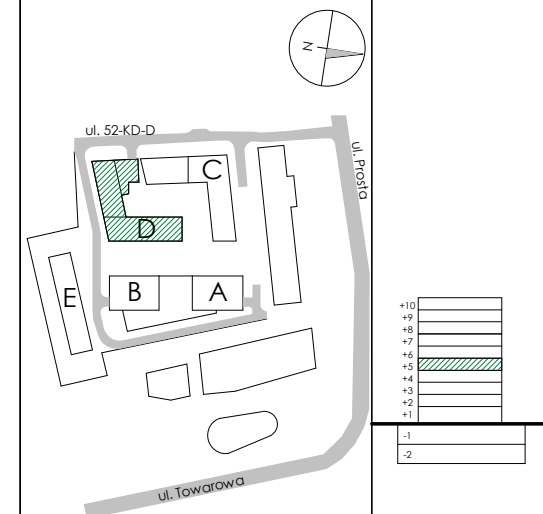 N
ul. 52-KD-D
ul. Prosta
C
D
E
B
A
ul. Towarowa
+10
+9
+8
+7
+6
+5
+4
+3
+2
+1
-1
-2